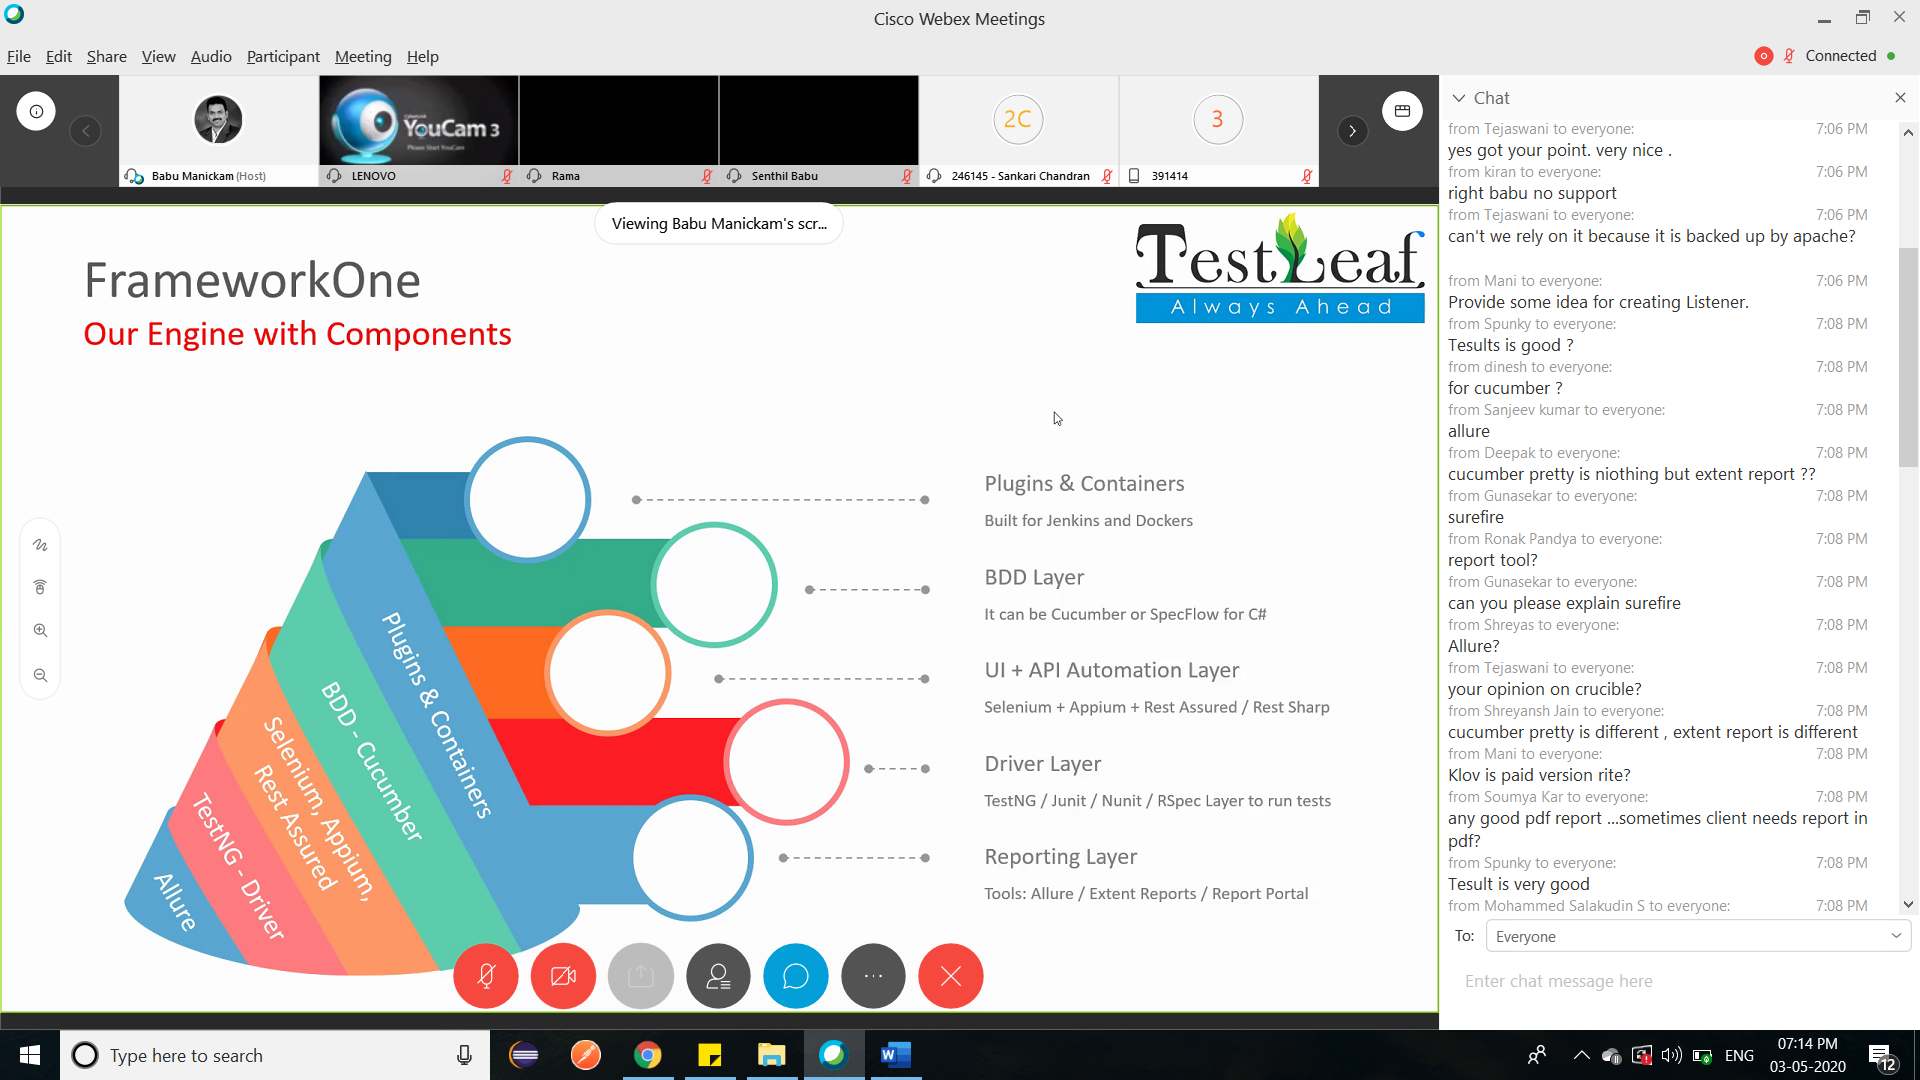 Cisco Webex Meetings
File Edit Share View Audio Participant Meeting Help
Connected
YouCam 3
Please Start YouCam
2C
3
Babu Manickam (Host)
LENOVO
Rama
Senthil Babu
246145 - Sankari Chandran
391414
Viewing Babu Manickam's scr...
FrameworkOne
Our Engine with Components
TestLeaf
Always Ahead
Plugins & Containers
Built for Jenkins and Dockers
BDD Layer
It can be Cucumber or SpecFlow for C#
UI + API Automation Layer
Selenium + Appium + Rest Assured / Rest Sharp
Driver Layer
TestNG / Junit / Nunit / RSpec Layer to run tests
Reporting Layer
Tools: Allure / Extent Reports / Report Portal
Plugins & Containers
BDD - Cucumber
Selenium, Appium,
Rest Assured
TestNG - Driver
Allure
Chat
from Tejaswani to everyone: 7:06 PM
yes got your point. very nice .
from kiran to everyone: 7:06 PM
right babu no support
from Tejaswani to everyone: 7:06 PM
can't we rely on it because it is backed up by apache?
from Mani to everyone: 7:06 PM
Provide some idea for creating Listener.
from Spunky to everyone: 7:08 PM
Tesults is good ?
from dinesh to everyone: 7:08 PM
for cucumber ?
from Sanjeev kumar to everyone: 7:08 PM
allure
from Deepak to everyone: 7:08 PM
cucumber pretty is niothing but extent report ??
from Gunasekar to everyone: 7:08 PM
surefire
from Ronak Pandya to everyone: 7:08 PM
report tool?
from Gunasekar to everyone: 7:08 PM
can you please explain surefire
from Shreyas to everyone: 7:08 PM
Allure?
from Tejaswani to everyone: 7:08 PM
your opinion on crucible?
from Shreyansh Jain to everyone: 7:08 PM
cucumber pretty is different , extent report is different
from Mani to everyone: 7:08 PM
Klov is paid version rite?
from Soumya Kar to everyone: 7:08 PM
any good pdf report ...sometimes client needs report in
pdf?
from Spunky to everyone: 7:08 PM
Tesult is very good
from Mohammed Salakudin S to everyone: 7:08 PM
To: Everyone
Enter chat message here
Type here to search
ENG
07:14 PM
03-05-2020
12